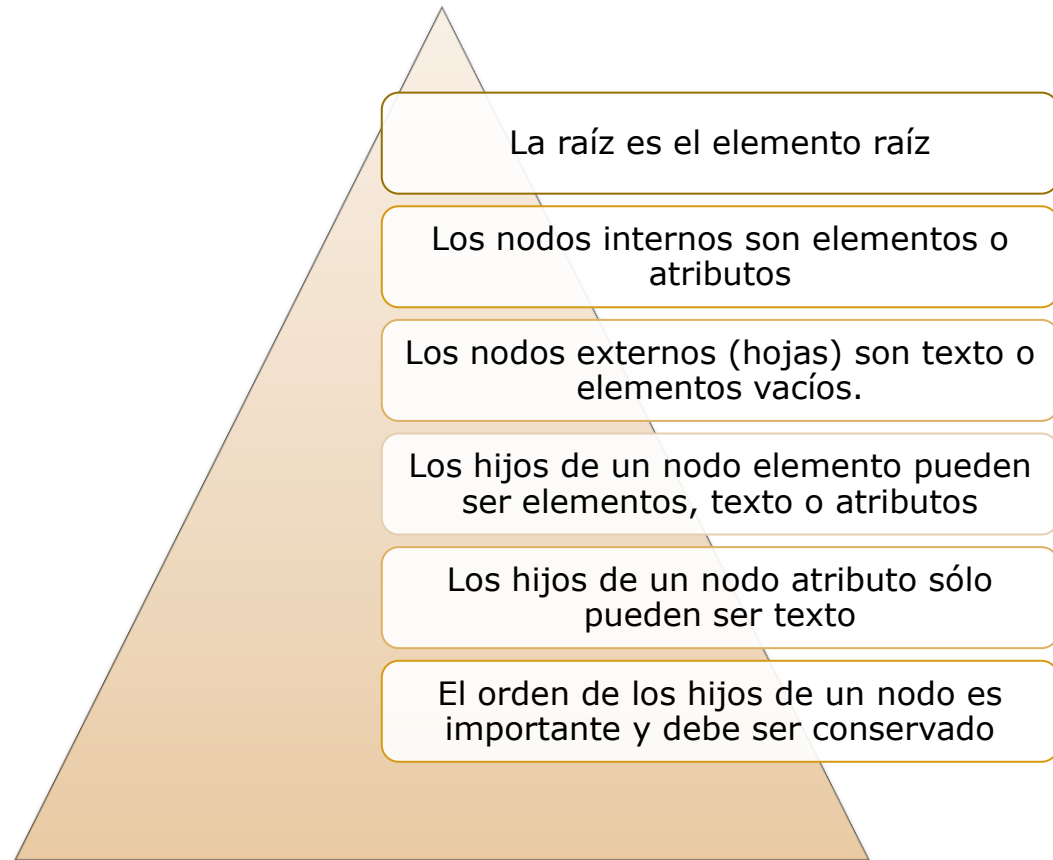 La raíz es el elemento raíz
Los nodos internos son elementos o
atributos
Los nodos externos (hojas) son texto o
elementos vacíos.
Los hijos de un nodo elemento pueden
ser elementos, texto o atributos
Los hijos de un nodo atributo sólo
pueden ser texto
El orden de los hijos de un nodo es
importante y debe ser conservado